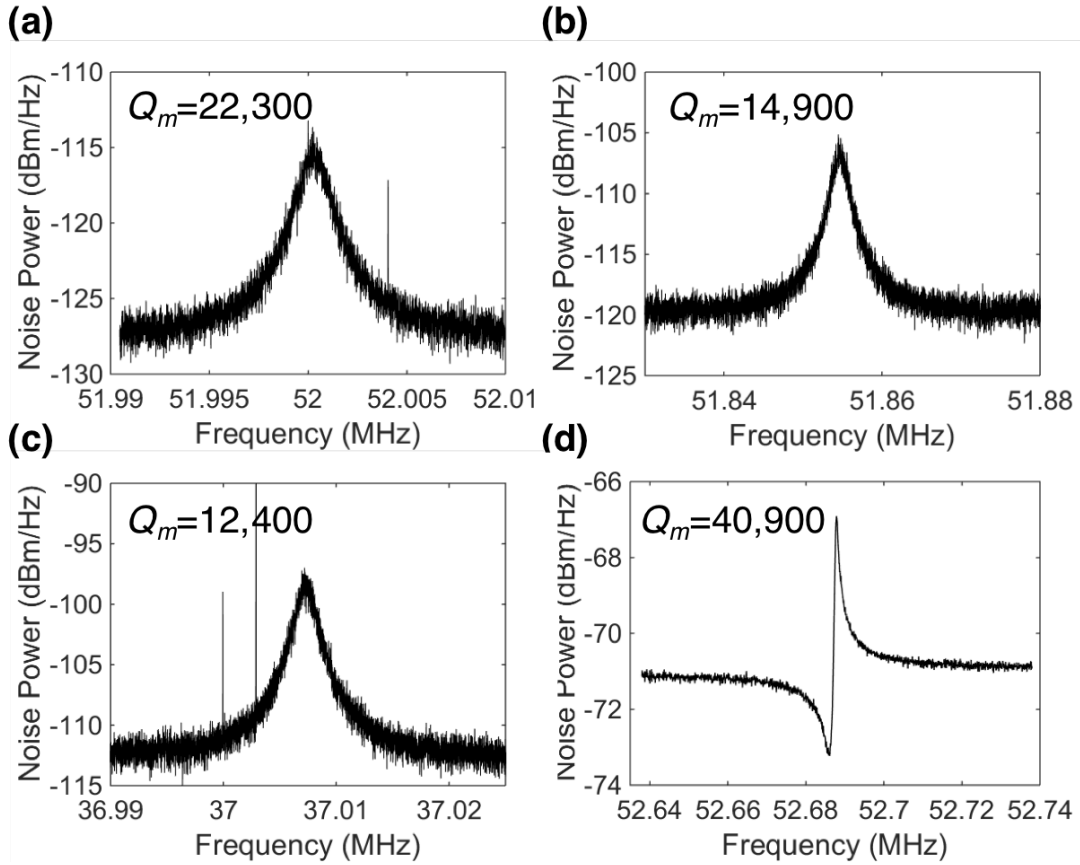 (a)
Qm=22,300
Noise Power (dBm/Hz)
-110
-115
-120
-125
-130
51.99 51.995 52 52.005 52.01
Frequency (MHz)
(b)
Qm=14,900
Noise Power (dBm/Hz)
-100
-105
-110
-115
-120
-125
51.84 51.86 51.88
Frequency (MHz)
(c)
Qm=12,400
Noise Power (dBm/Hz)
-90
-95
-100
-105
-110
-115
36.99 37 37.01 37.02
Frequency (MHz)
(d)
Qm=40,900
Noise Power (dBm/Hz)
-66
-68
-70
-72
-74
52.64 52.66 52.68 52.7 52.72 52.74
Frequency (MHz)